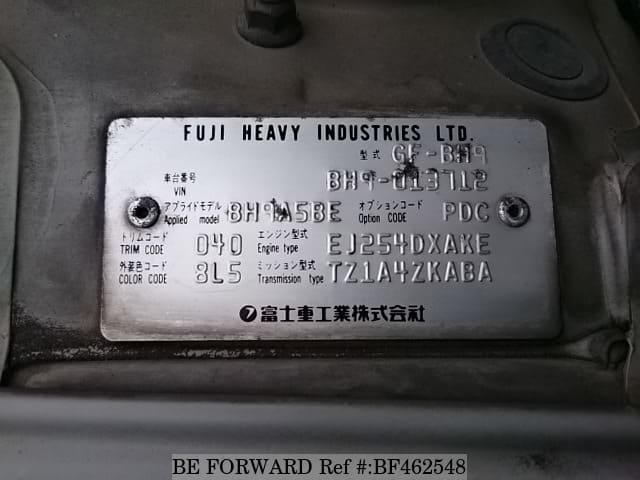 FUJI HEAVY INDUSTRIES LTD.
型式 GF-BH9
車台番号 VIN BH9-013712
アプライドモデル Applied model BH9A5BE オプションコード Option code PDC
トリムコード TRIM CODE 040 エンジン型式 Engine type EJ254DXAKE
外装色コード COLOR CODE 8L5 ミッション型式 Transmission type TZ1A4ZKABA
富士重工業株式会社
BE FORWARD Ref #:BF462548